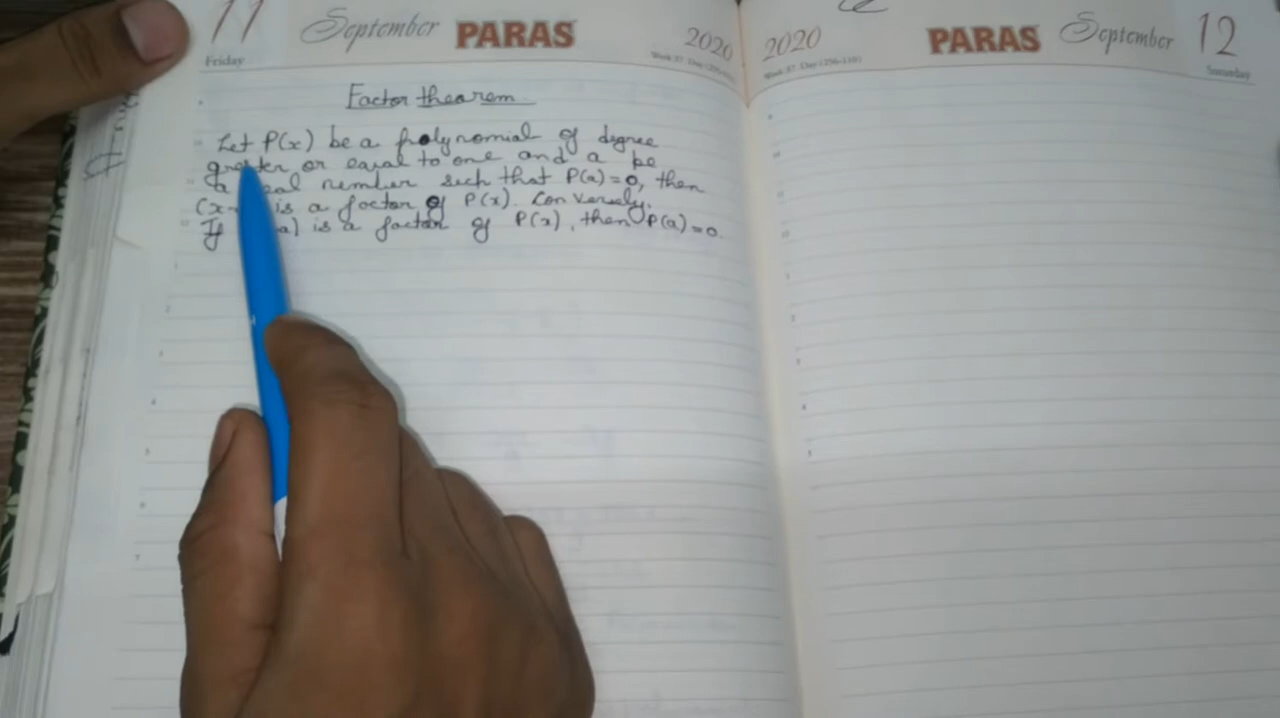 11 September PARAS 2020
Friday
2020 PARAS September 12
Saturday
Factor thearem
Let P(x) be a polynomial of degree
greater or equal to one and a be
a real number such that P(a)=0, then
is a factor of P(x). Conversely,
If a) is a factor of P(x), then P(a)=0.